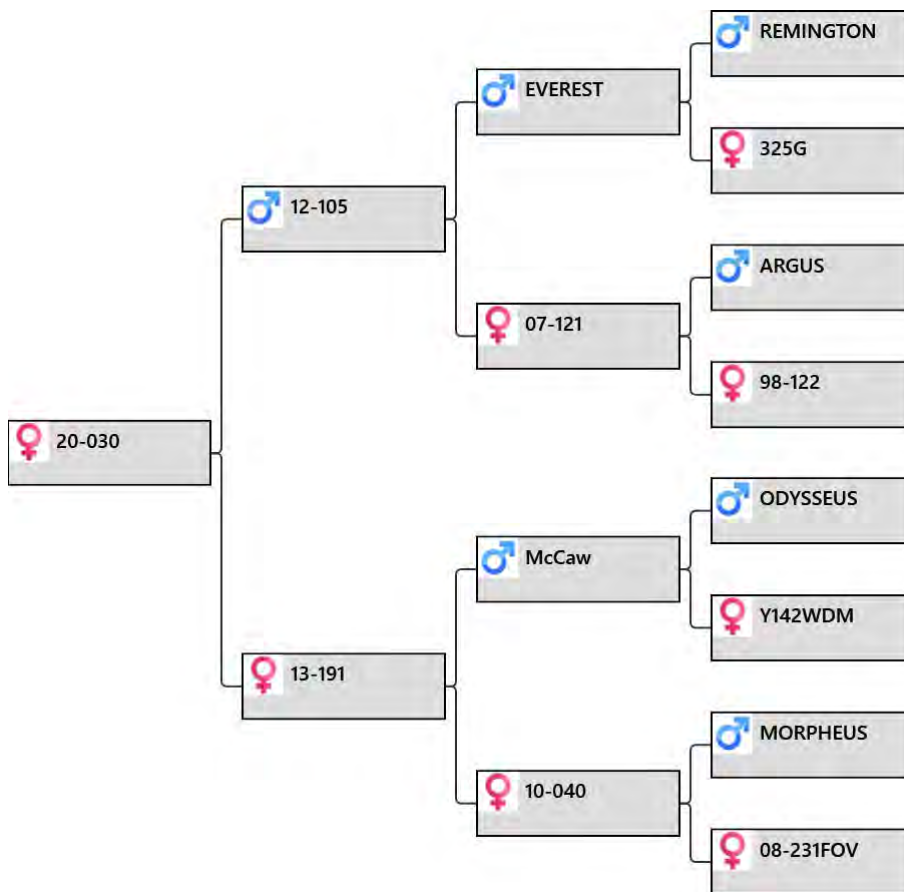 REMINGTON
EVEREST
325G
12-105
ARGUS
07-121
98-122
20-030
ODYSSEUS
McCaw
Y142WDM
13-191
MORPHEUS
10-040
08-231FOV